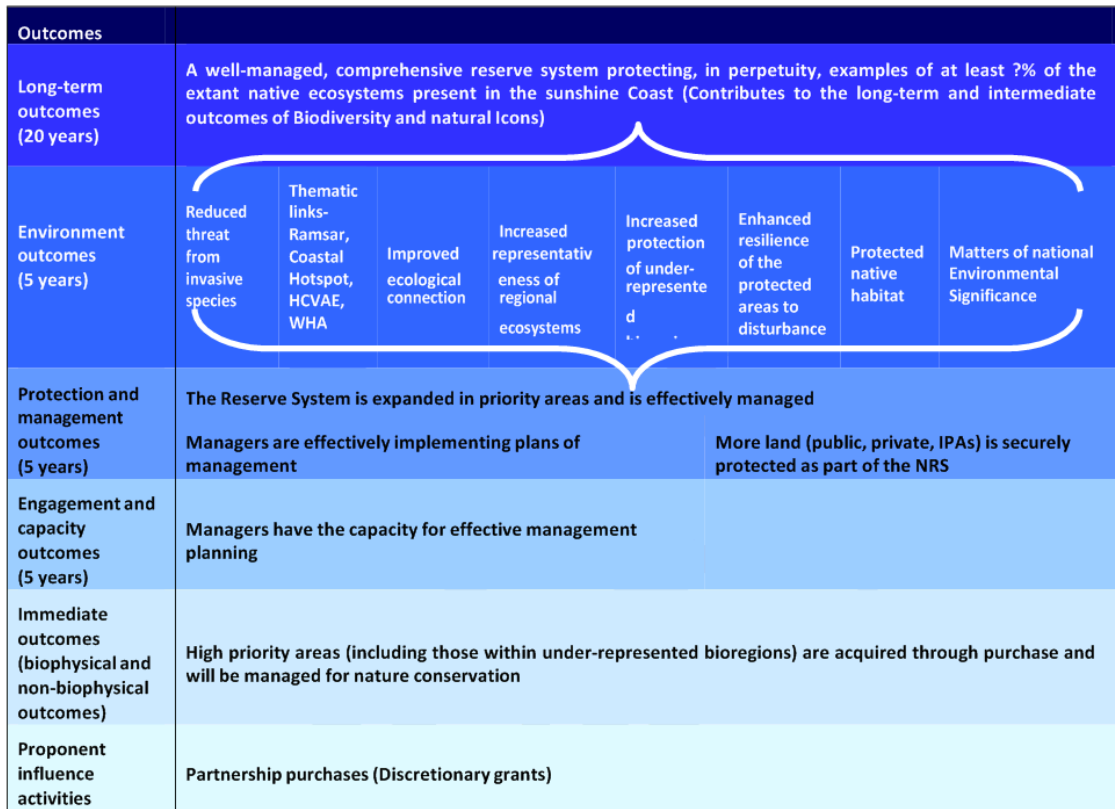 Outcomes
Long-term
outcomes
(20 years)
A well-managed, comprehensive reserve system protecting, in perpetuity, examples of at least ?% of the
extant native ecosystems present in the sunshine Coast (Contributes to the long-term and intermediate
outcomes of Biodiversity and natural Icons)
Environment
outcomes
(5 years)
Reduced
threat
from
invasive
species
Thematic
links-
Ramsar,
Coastal
Hotspot,
HCVAE,
WHA
Improved
ecological
connection
Increased
representativ
eness of
regional
ecosystems
Increased
protection
of under-
represente
d
Enhanced
resilience
of the
protected
areas to
disturbance
Protected
native
habitat
Matters of national
Environmental
Significance
Protection and
management
outcomes
(5 years)
The Reserve System is expanded in priority areas and is effectively managed
Managers are effectively implementing plans of
management
More land (public, private, IPAs) is securely
protected as part of the NRS
Engagement and
capacity
outcomes
(5 years)
Managers have the capacity for effective management
planning
Immediate
outcomes
(biophysical and
non-biophysical
outcomes)
High priority areas (including those within under-represented bioregions) are acquired through purchase and
will be managed for nature conservation
Proponent
influence
activities
Partnership purchases (Discretionary grants)